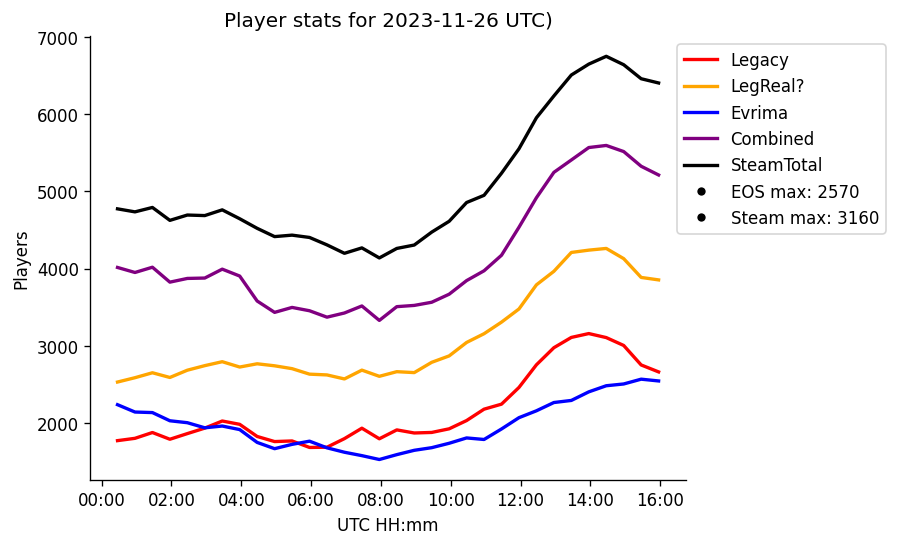 Player stats for 2023-11-26 UTC)
7000
6000
5000
4000
3000
2000
Players
00:00 02:00 04:00 06:00 08:00 10:00 12:00 14:00 16:00
UTC HH:mm
Legacy
LegReal?
Evrima
Combined
SteamTotal
EOS max: 2570
Steam max: 3160